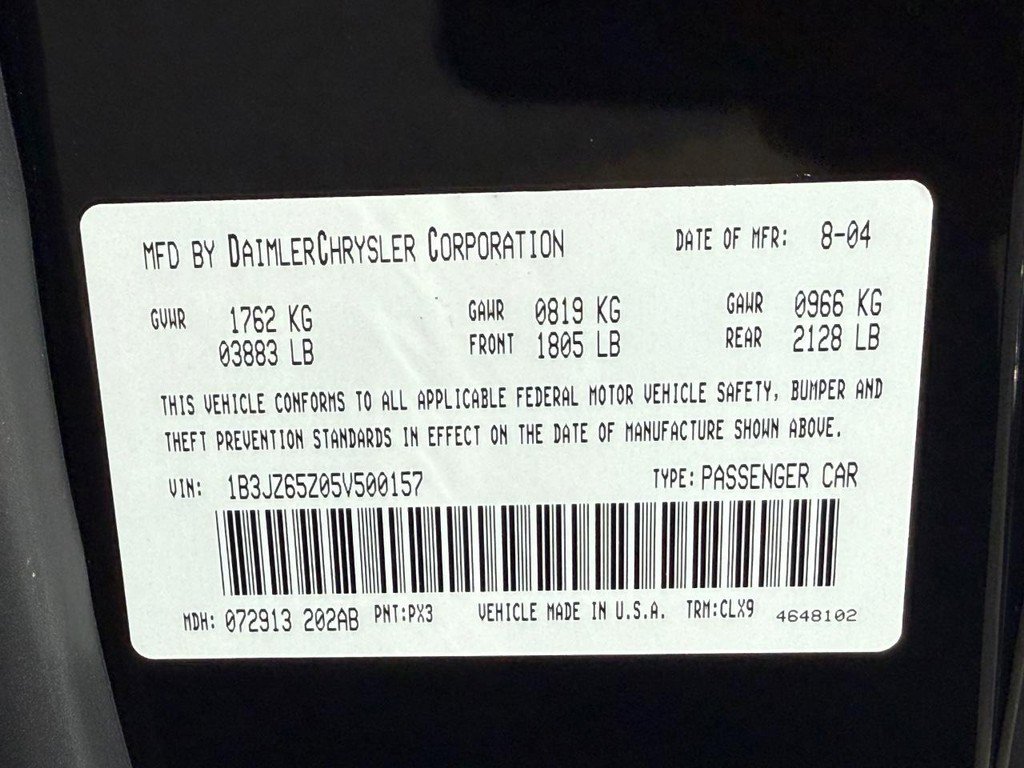 MFD BY DAIMLERCHRYSLER CORPORATION DATE OF MFR: 8-04
GVWR 1762 KG GAWR 0819 KG GAWR 0966 KG
03883 LB FRONT 1805 LB REAR 2128 LB
THIS VEHICLE CONFORMS TO ALL APPLICABLE FEDERAL MOTOR VEHICLE SAFETY, BUMPER AND
THEFT PREVENTION STANDARDS IN EFFECT ON THE DATE OF MANUFACTURE SHOWN ABOVE.
VIN: 1B3JZ65Z05V500157 TYPE: PASSENGER CAR
MDH: 072913 202AB PNT:PX3 VEHICLE MADE IN U.S.A. TRM:CLX9 4648102